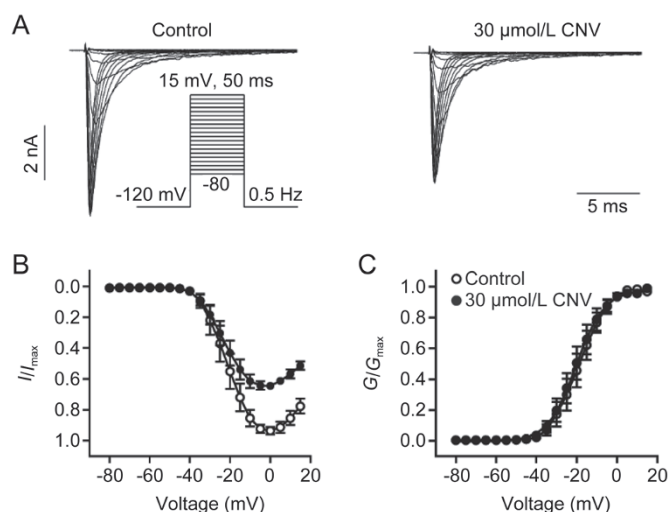 A
Control
30 µmol/L CNV
15 mV, 50 ms
2 nA
-120 mV
-80
0.5 Hz
5 ms
B
I/Imax
0.0
0.2
0.4
0.6
0.8
1.0
-80 -60 -40 -20 0 20
Voltage (mV)
C
G/Gmax
1.0
0.8
0.6
0.4
0.2
0.0
Control
30 µmol/L CNV
-80 -60 -40 -20 0 20
Voltage (mV)